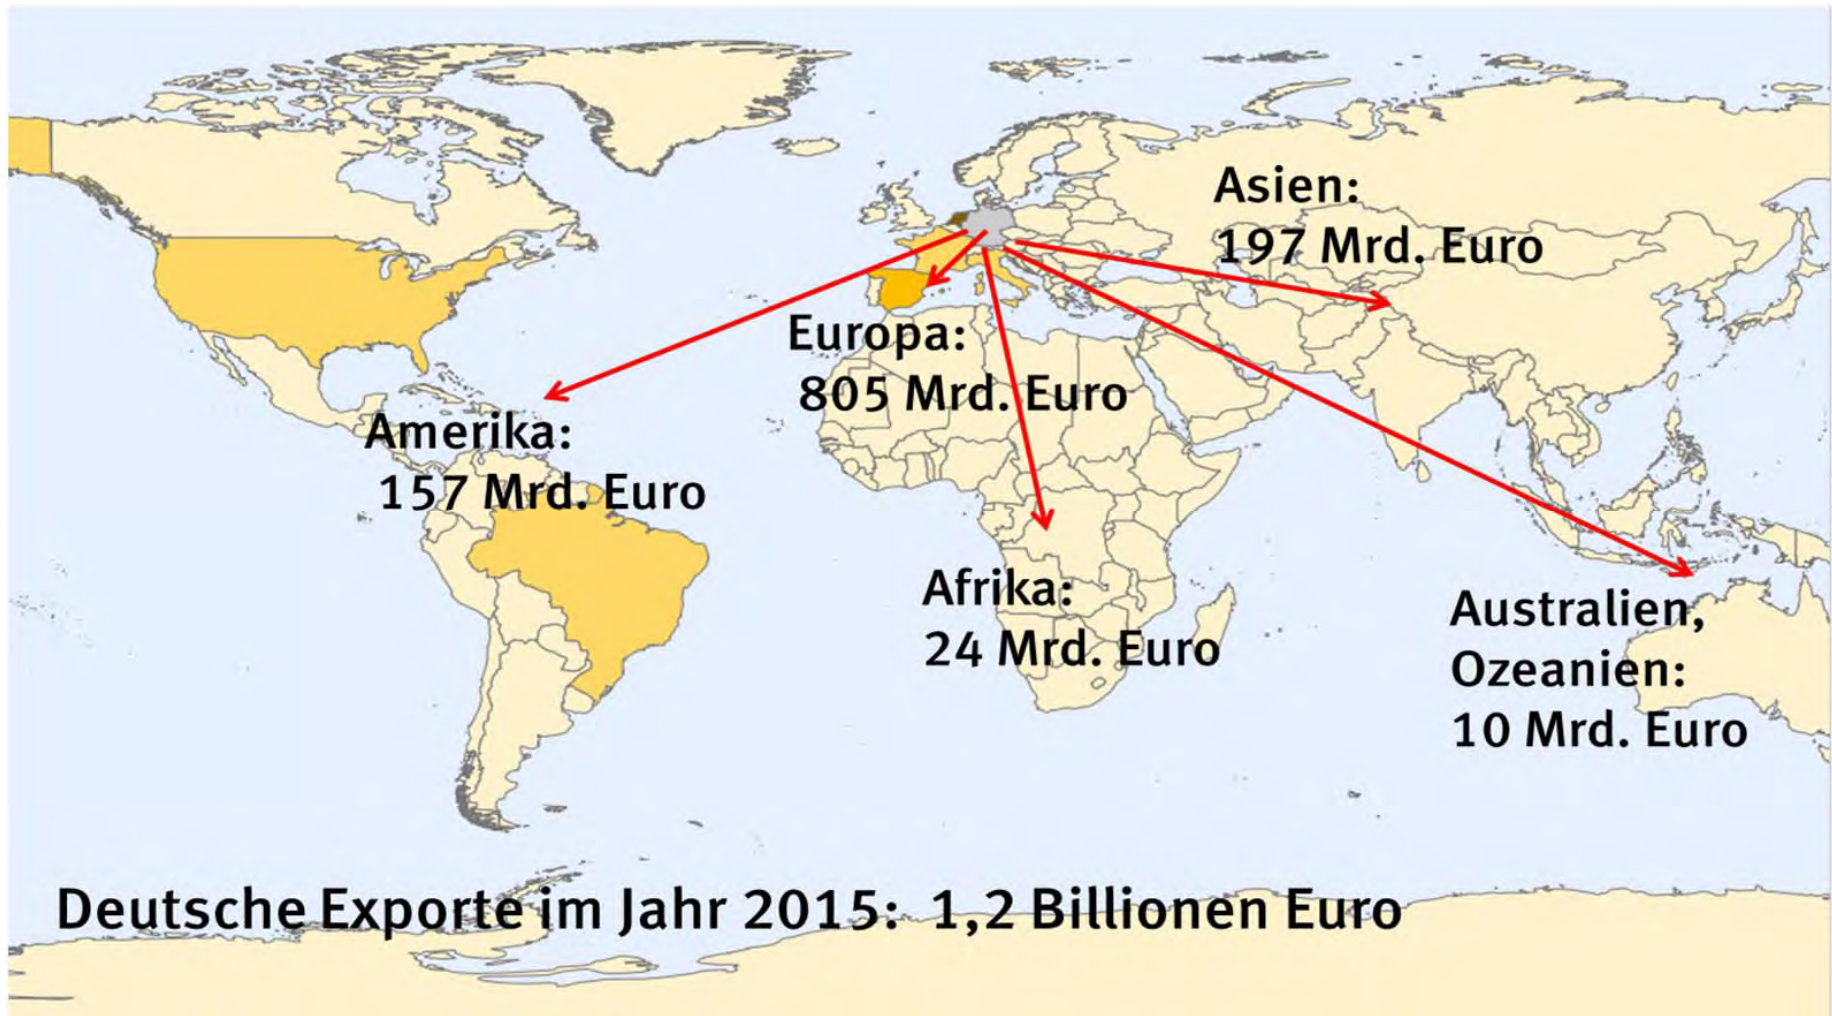 Asien:
197 Mrd. Euro
Europa:
805 Mrd. Euro
Amerika:
157 Mrd. Euro
Afrika:
24 Mrd. Euro
Australien,
Ozeanien:
10 Mrd. Euro
Deutsche Exporte im Jahr 2015: 1,2 Billionen Euro